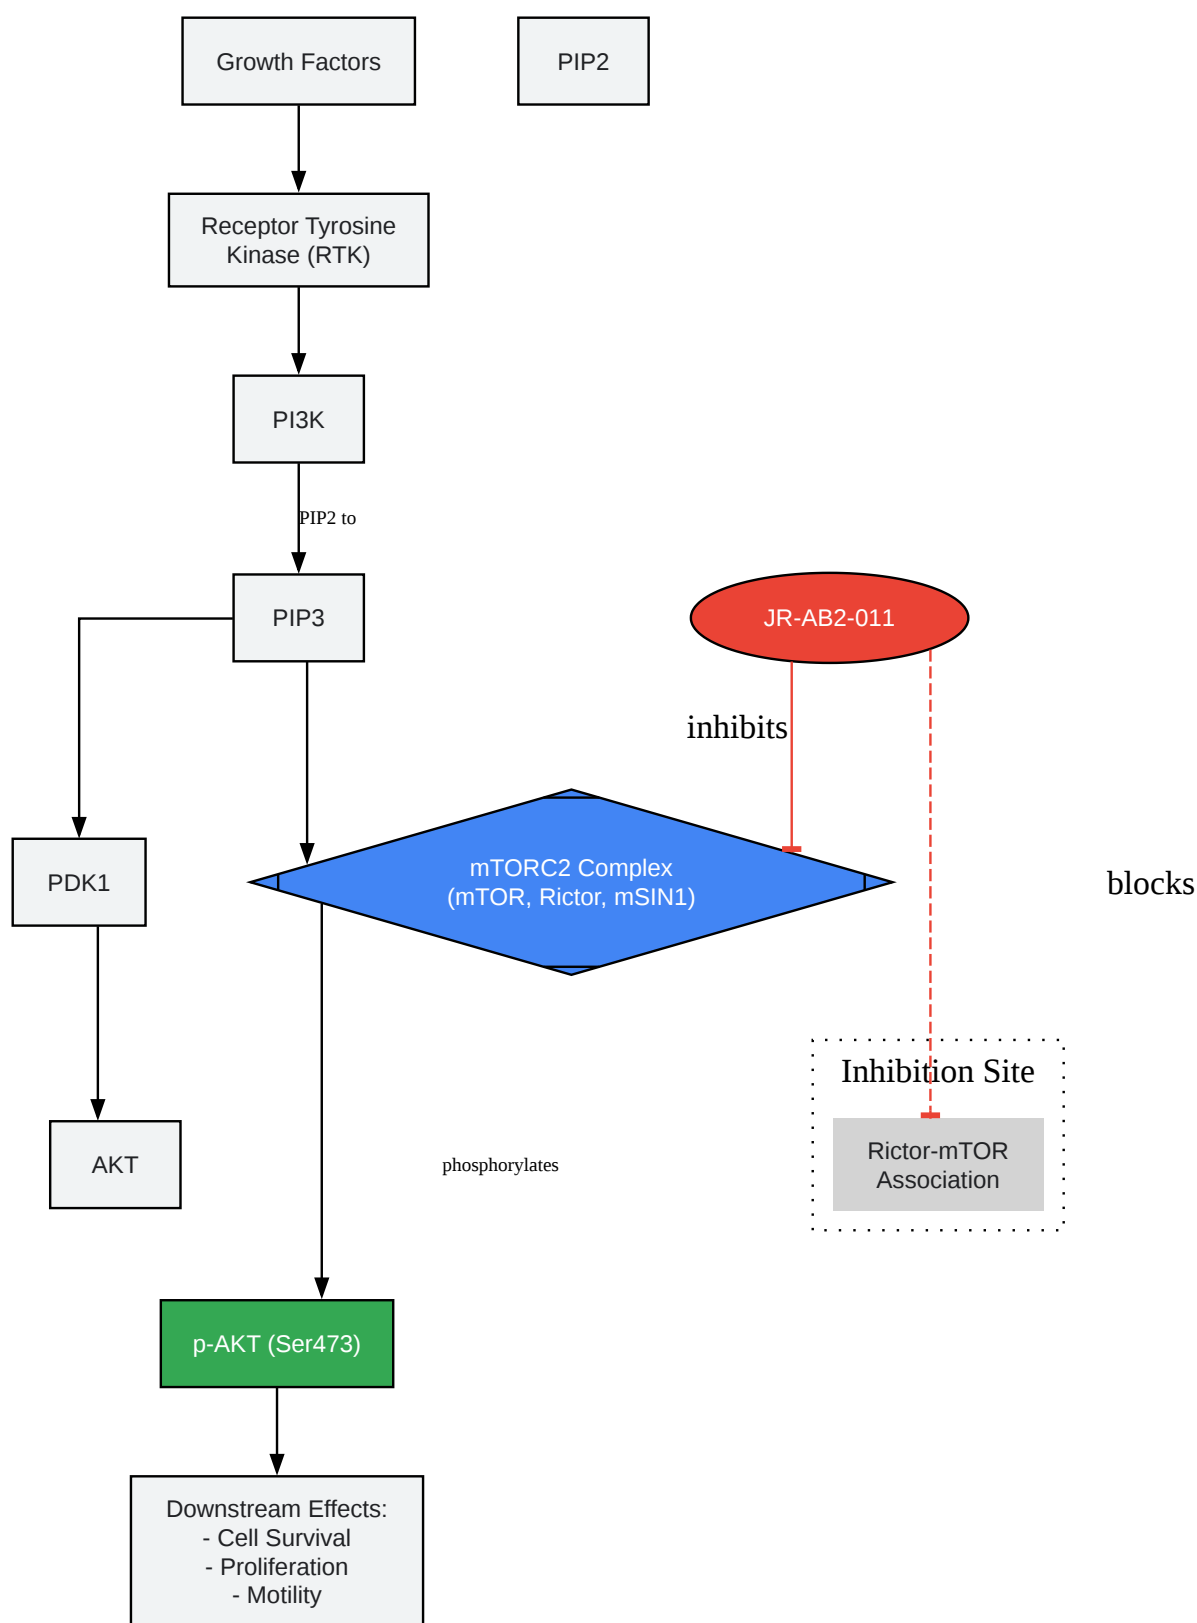 Growth Factors
PIP2
Receptor Tyrosine
Kinase (RTK)
PI3K
PIP2 to
PIP3
JR-AB2-011
inhibits
mTORC2 Complex
(mTOR, Rictor, mSIN1)
PDK1
blocks
Inhibition Site
Rictor-mTOR
Association
AKT
phosphorylates
p-AKT (Ser473)
Downstream Effects:
- Cell Survival
- Proliferation
- Motility